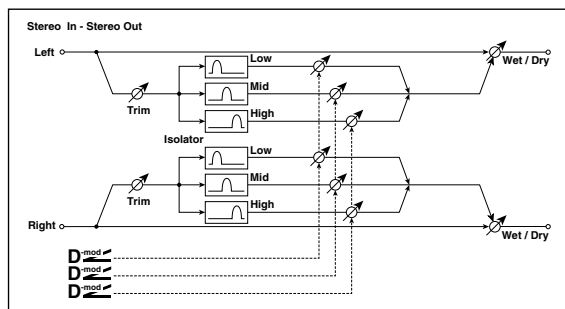 Stereo In - Stereo Out
Left
Low
Wet / Dry
Mid
Trim
High
Isolator
Low
Mid
Trim
High
Right
Wet / Dry
D-mod
D-mod
D-mod